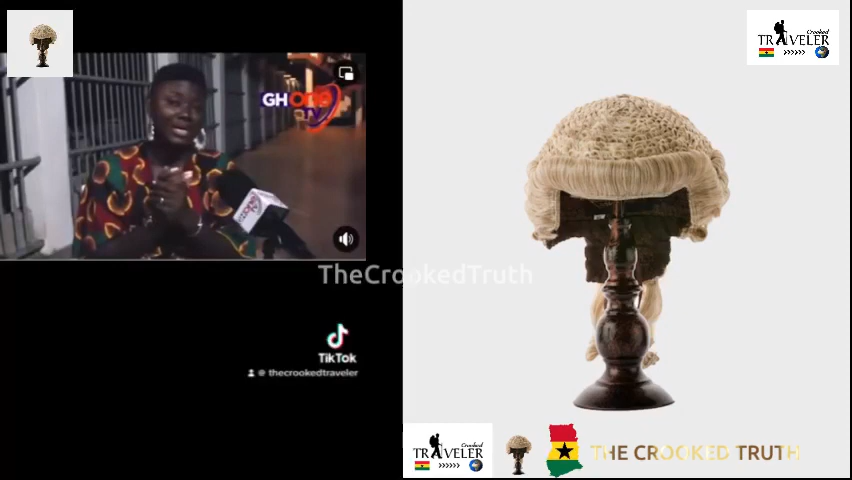 Crooked
TRAVELER
>>>>>>
GHOne
TV
TheCrookedTruth
TikTok
@ thecrookedtraveler
Crooked
TRAVELER
>>>>>>
THE CROOKED TRUTH